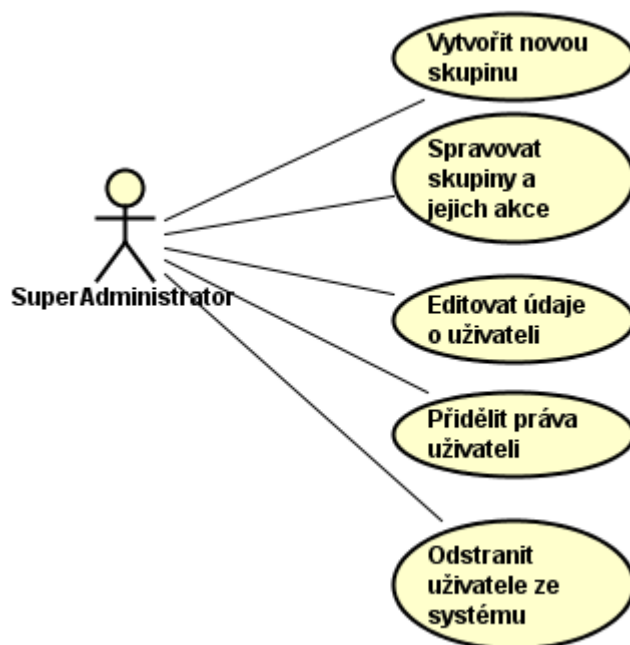 Vytvořit novou
skupinu
Spravovat
skupiny a
jejich akce
SuperAdministrator
Editovat údaje
o uživateli
Přidělit práva
uživateli
Odstranit
uživatele ze
systému